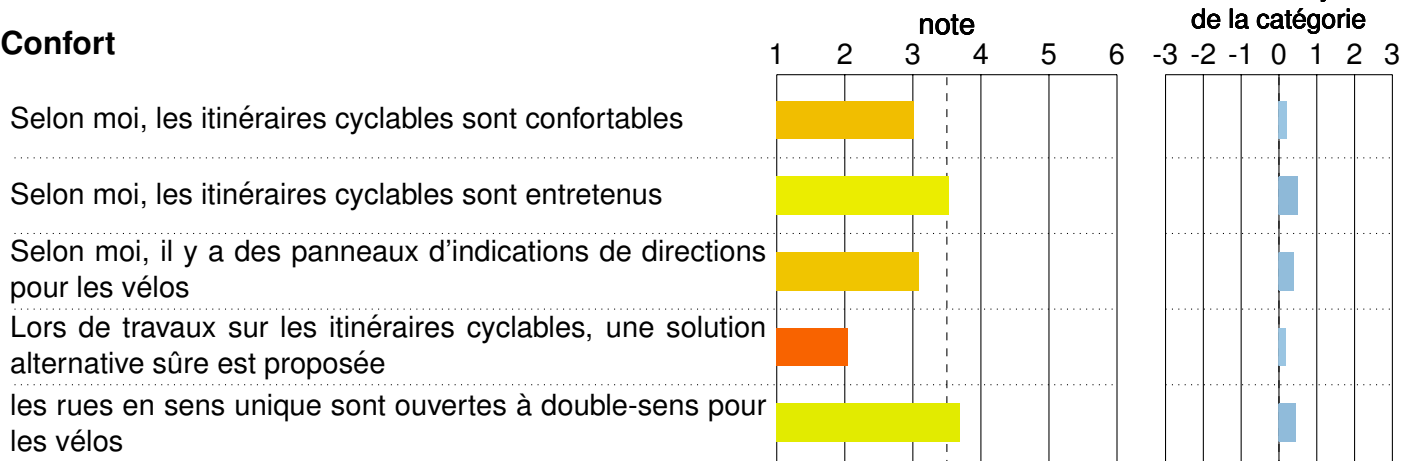 note
de la catégorie
Confort
1 2 3 4 5 6
-3 -2 -1 0 1 2 3
Selon moi, les itinéraires cyclables sont confortables
Selon moi, les itinéraires cyclables sont entretenus
Selon moi, il y a des panneaux d'indications de directions
pour les vélos
Lors de travaux sur les itinéraires cyclables, une solution
alternative sûre est proposée
les rues en sens unique sont ouvertes à double-sens pour
les vélos